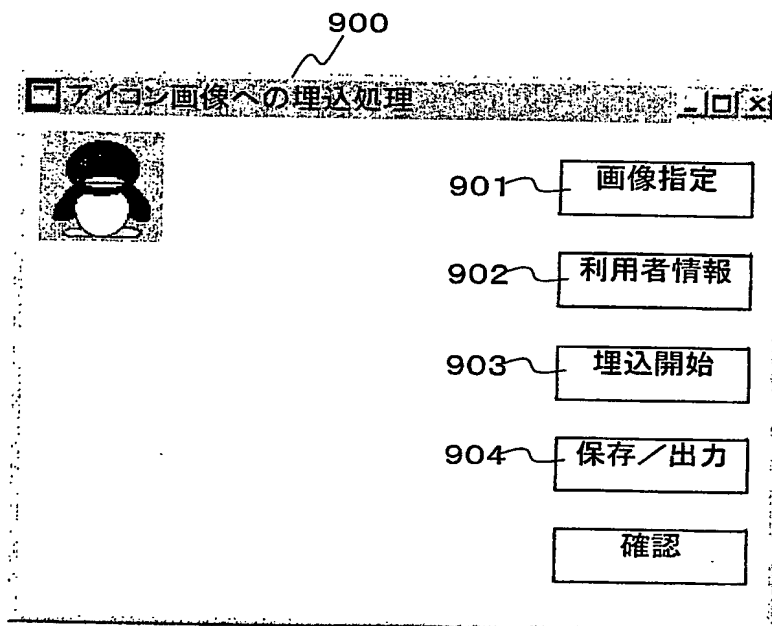 900
アイコン画像への埋込処理
901 画像指定
902 利用者情報
903 埋込開始
904 保存／出力
確認